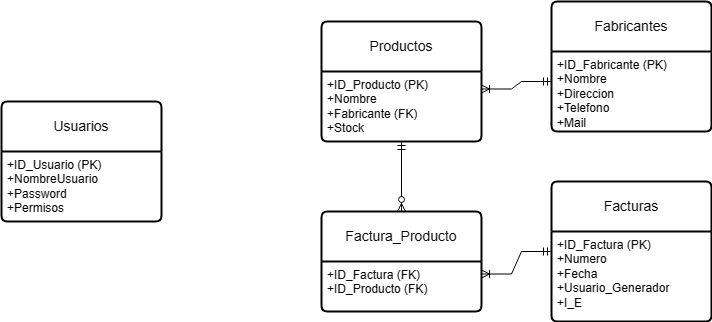 Usuarios
+ID_Usuario (PK)
+NombreUsuario
+Password
+Permisos
Productos
+ID_Producto (PK)
+Nombre
+Fabricante (FK)
+Stock
Fabricantes
+ID_Fabricante (PK)
+Nombre
+Direccion
+Telefono
+Mail
Factura_Producto
+ID_Factura (FK)
+ID_Producto (FK)
Facturas
+ID_Factura (PK)
+Numero
+Fecha
+Usuario_Generador
+I_E